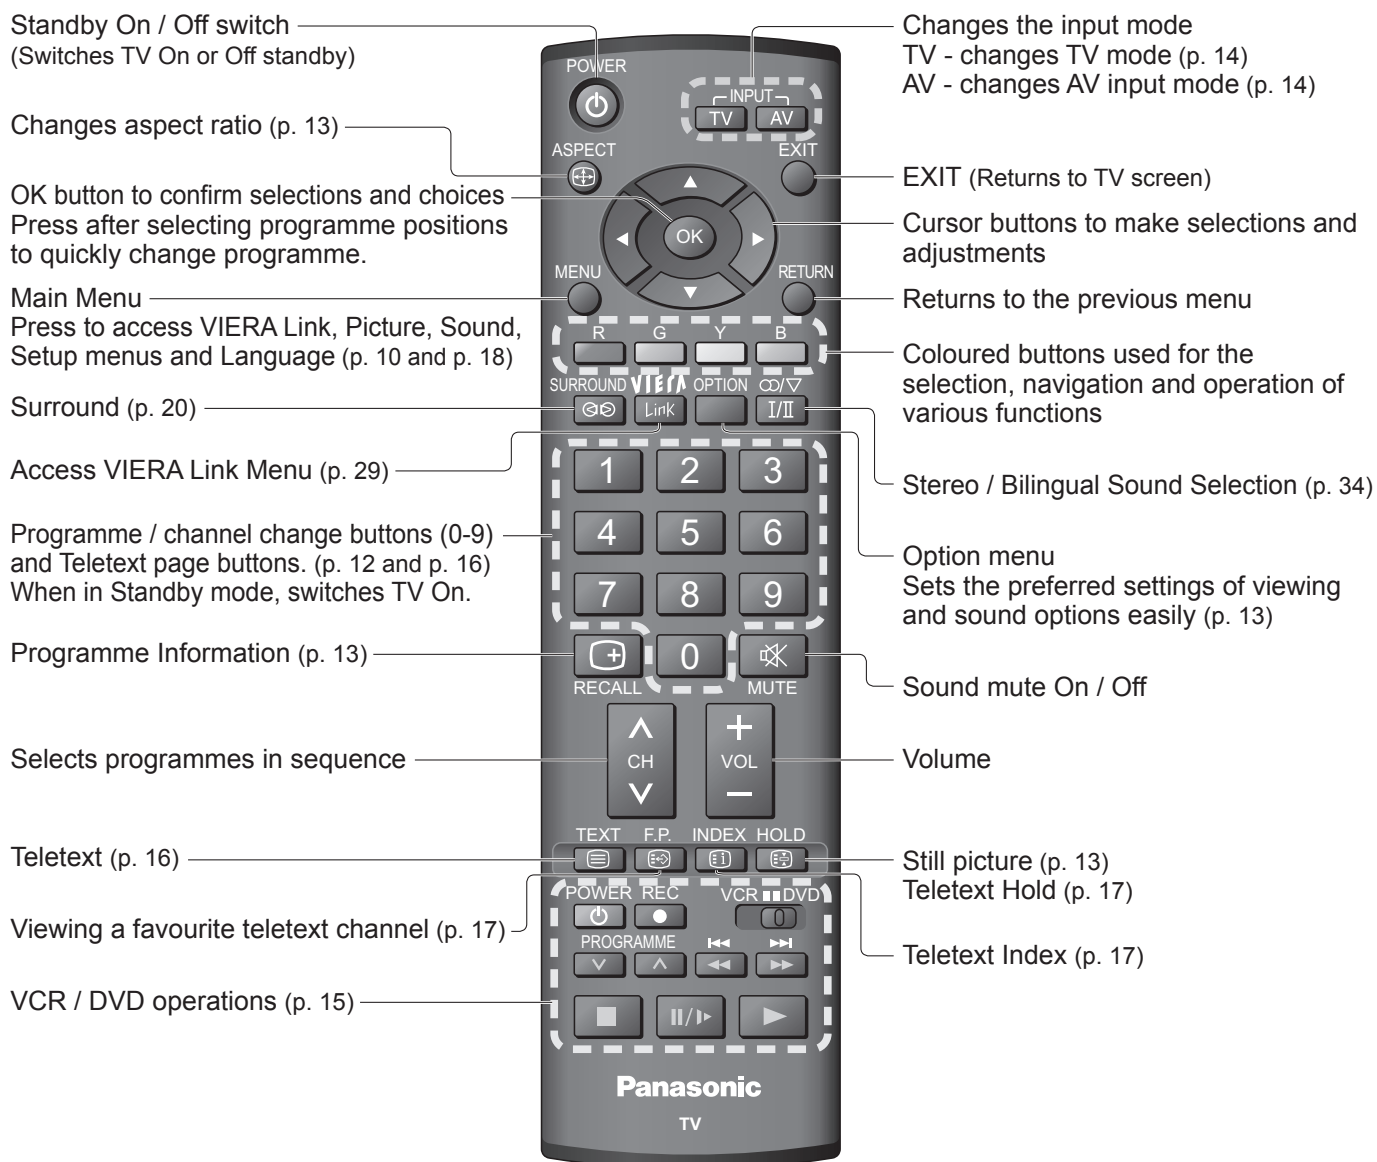 Standby On / Off switch
(Switches TV On or Off standby)
Changes aspect ratio (p. 13)
OK button to confirm selections and choices
Press after selecting programme positions
to quickly change programme.
Main Menu
Press to access VIERA Link, Picture, Sound,
Setup menus and Language (p. 10 and p. 18)
Surround (p. 20)
Access VIERA Link Menu (p. 29)
Programme / channel change buttons (0-9)
and Teletext page buttons. (p. 12 and p. 16)
When in Standby mode, switches TV On.
Programme Information (p. 13)
Selects programmes in sequence
Teletext (p. 16)
Viewing a favourite teletext channel (p. 17)
VCR / DVD operations (p. 15)
POWER
INPUT
TV AV
ASPECT EXIT
OK
MENU RETURN
R G Y B
SURROUND VIERA OPTION
Link I/II
1 2 3
4 5 6
7 8 9
0
RECALL MUTE
CH VOL
TEXT F.P. INDEX HOLD
POWER REC VCR DVD
PROGRAMME
Panasonic
TV
Changes the input mode
TV - changes TV mode (p. 14)
AV - changes AV input mode (p. 14)
EXIT (Returns to TV screen)
Cursor buttons to make selections and
adjustments
Returns to the previous menu
Coloured buttons used for the
selection, navigation and operation of
various functions
Stereo / Bilingual Sound Selection (p. 34)
Option menu
Sets the preferred settings of viewing
and sound options easily (p. 13)
Sound mute On / Off
Volume
Still picture (p. 13)
Teletext Hold (p. 17)
Teletext Index (p. 17)